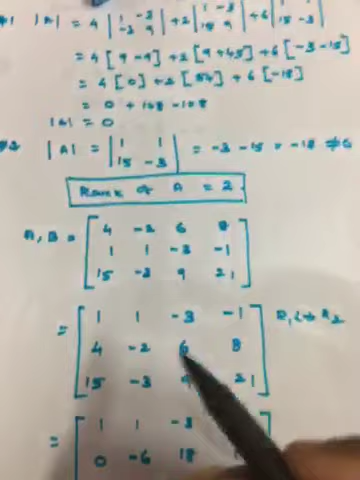 #1 |A| = 4 |1 -3 -3 9| +2 |1 -3 15 9| +6 |1 1 15 -3|
= 4 [9 - 9] + 2 [9 + 45] + 6 [-3 - 15]
= 4 [0] + 2 [54] + 6 [-18]
= 0 + 108 - 108
|A| = 0
#2 |A| = |1 1 15 -3| = -3 - 15 = -18 ≠ 0
Rank of A = 2
A, B = [4 -2 6 8
1 1 -3 -1
15 -3 9 21]
= [1 1 -3 -1
4 -2 6 8
15 -3 9 21] R1 ↔ R2
= [1 1 -3
0 -6 18